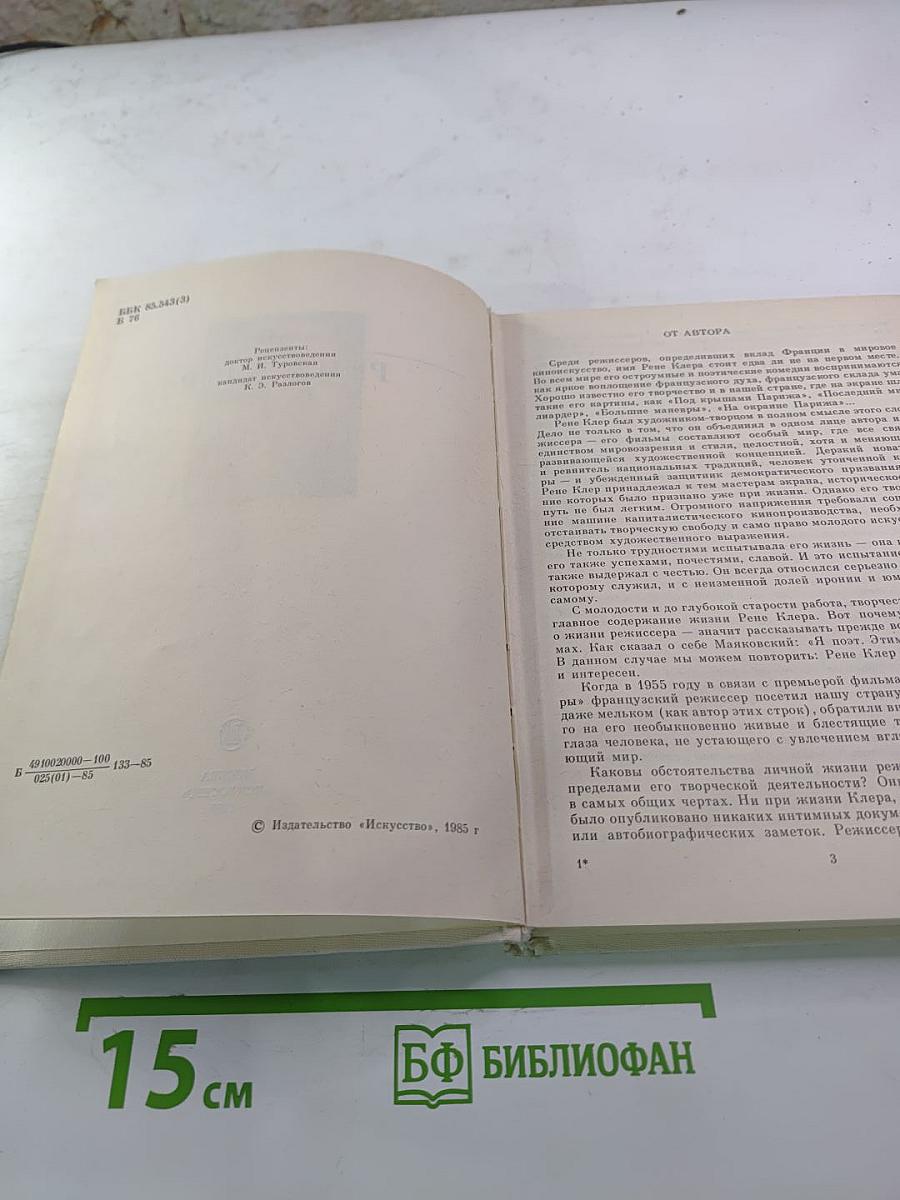 ББК 85.543(3)
Б 76
Рецензенты:
доктор искусствоведения
М. И. Туровская
кандидат искусствоведения
К. Э. Разлогов
Б 4910020000—100 133—85
025(01)—85
© Издательство «Искусство», 1985 г
ОТ АВТОРА
Среди режиссеров, определивших вклад Франции в мировое
киноискусство, имя Рене Клера стоит едва ли не на первом месте.
Во всем мире его остроумные и поэтические комедии воспринимаются
как яркое воплощение французского духа, французского склада ума
Хорошо известно его творчество и в нашей стране, где на экране шли
такие его картины, как «Под крышами Парижа», «Последний ми
лиардер», «Большие маневры», «На окраине Парижа»...
Рене Клер был художником-творцом в полном смысле этого сло
Дело не только в том, что он объединял в одном лице автора и
жиссера — его фильмы составляют особый мир, где все свя
единством мировоззрения и стиля, целостной, хотя и меняющ
развивающейся художественной концепцией. Дерзкий новат
и ревнитель национальных традиций, человек утонченной к
ры — и убежденный защитник демократического призвания
Рене Клер принадлежал к тем мастерам экрана, историческо
ние которых было признано уже при жизни. Однако его тво
путь не был легким. Огромного напряжения требовали соп
ние машине капиталистического кинопроизводства, необх
отстаивать творческую свободу и само право молодого искус
средством художественного выражения.
Не только трудностями испытывала его жизнь — она и
его также успехами, почестями, славой. И это испытание
также выдержал с честью. Он всегда относился серьезно
которому служил, и с неизменной долей иронии и юм
самому.
С молодости и до глубокой старости работа, творчест
главное содержание жизни Рене Клера. Вот почему
о жизни режиссера — значит рассказывать прежде вс
мах. Как сказал о себе Маяковский: «Я поэт. Этим
В данном случае мы можем повторить: Рене Клер
и интересен.
Когда в 1955 году в связи с премьерой фильма
ры» французский режиссер посетил нашу страну
даже мельком (как автор этих строк), обратили вн
го на его необыкновенно живые и блестящие т
глаза человека, не устающего с увлечением вгля
ющий мир.
Каковы обстоятельства личной жизни реж
пределами его творческой деятельности? Они
в самых общих чертах. Ни при жизни Клера,
было опубликовано никаких интимных докум
или автобиографических заметок. Режиссер
1*
3
15 см
БФ БИБЛИОФАН